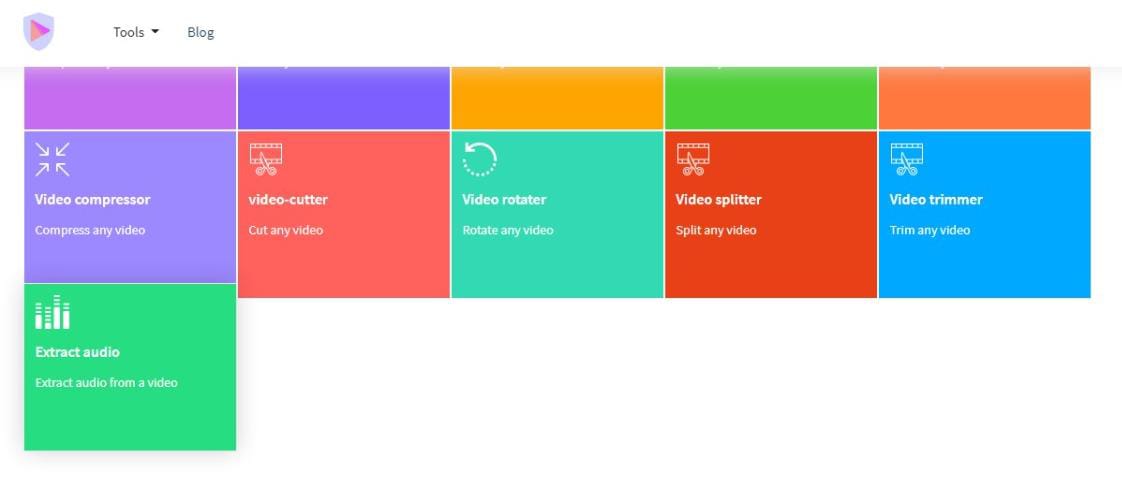 Tools
Blog
Video compressor
Compress any video
video-cutter
Cut any video
Video rotater
Rotate any video
Video splitter
Split any video
Video trimmer
Trim any video
Extract audio
Extract audio from a video